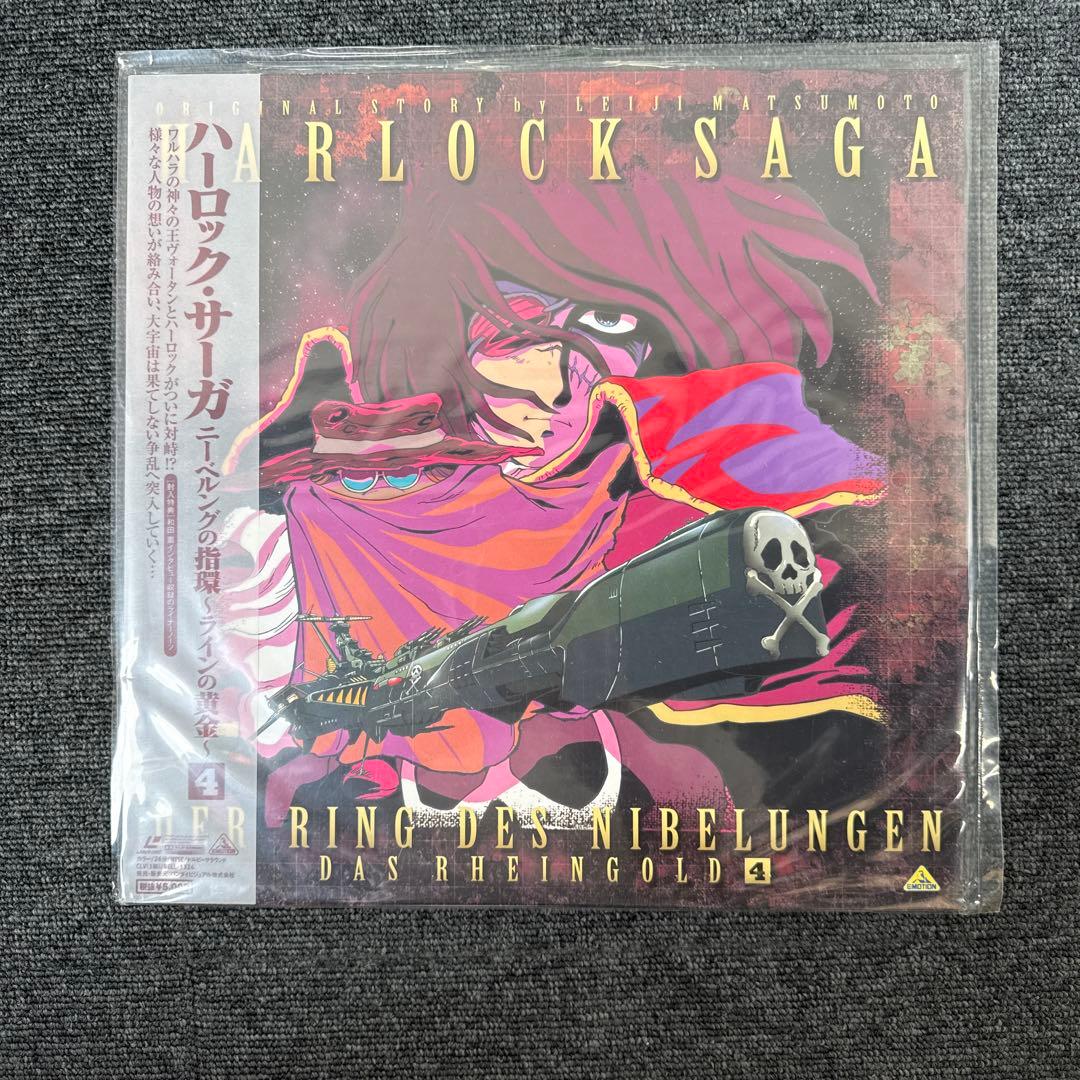 ORIGINAL STORY by LEIJI MATSUMOTO
HARLOCK SAGA
ハーロック・サーガ ニーベルングの指環〜ラインの黄金〜 4
ワルハラの神々の王ヴォータンとハーロックがついに対峙!?
様々な人物の想いが絡み合い、大宇宙は果てしない争乱へ突入していく…
DER RING DES NIBELUNGEN
DAS RHEINGOLD 4
EMOTION